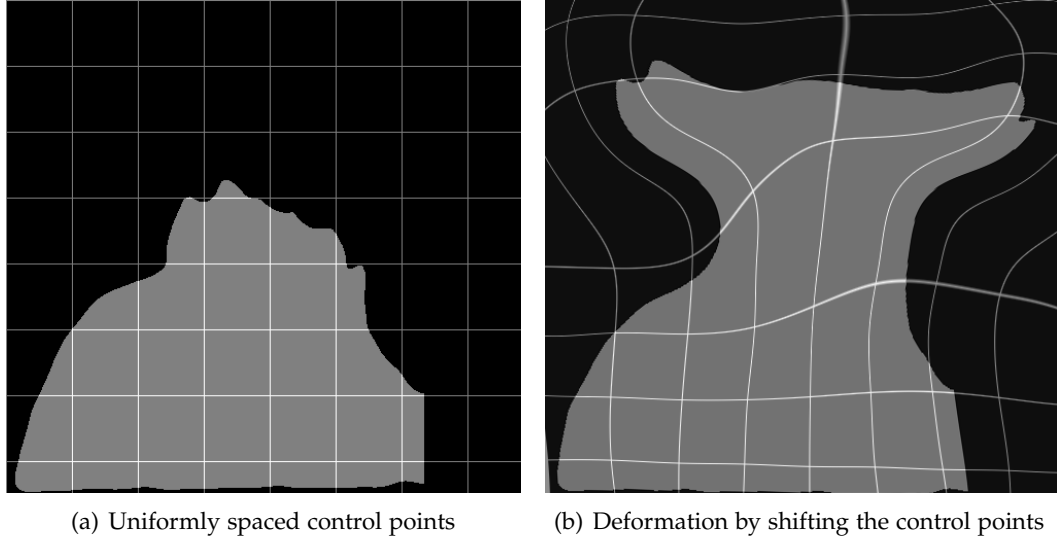 (a) Uniformly spaced control points
(b) Deformation by shifting the control points